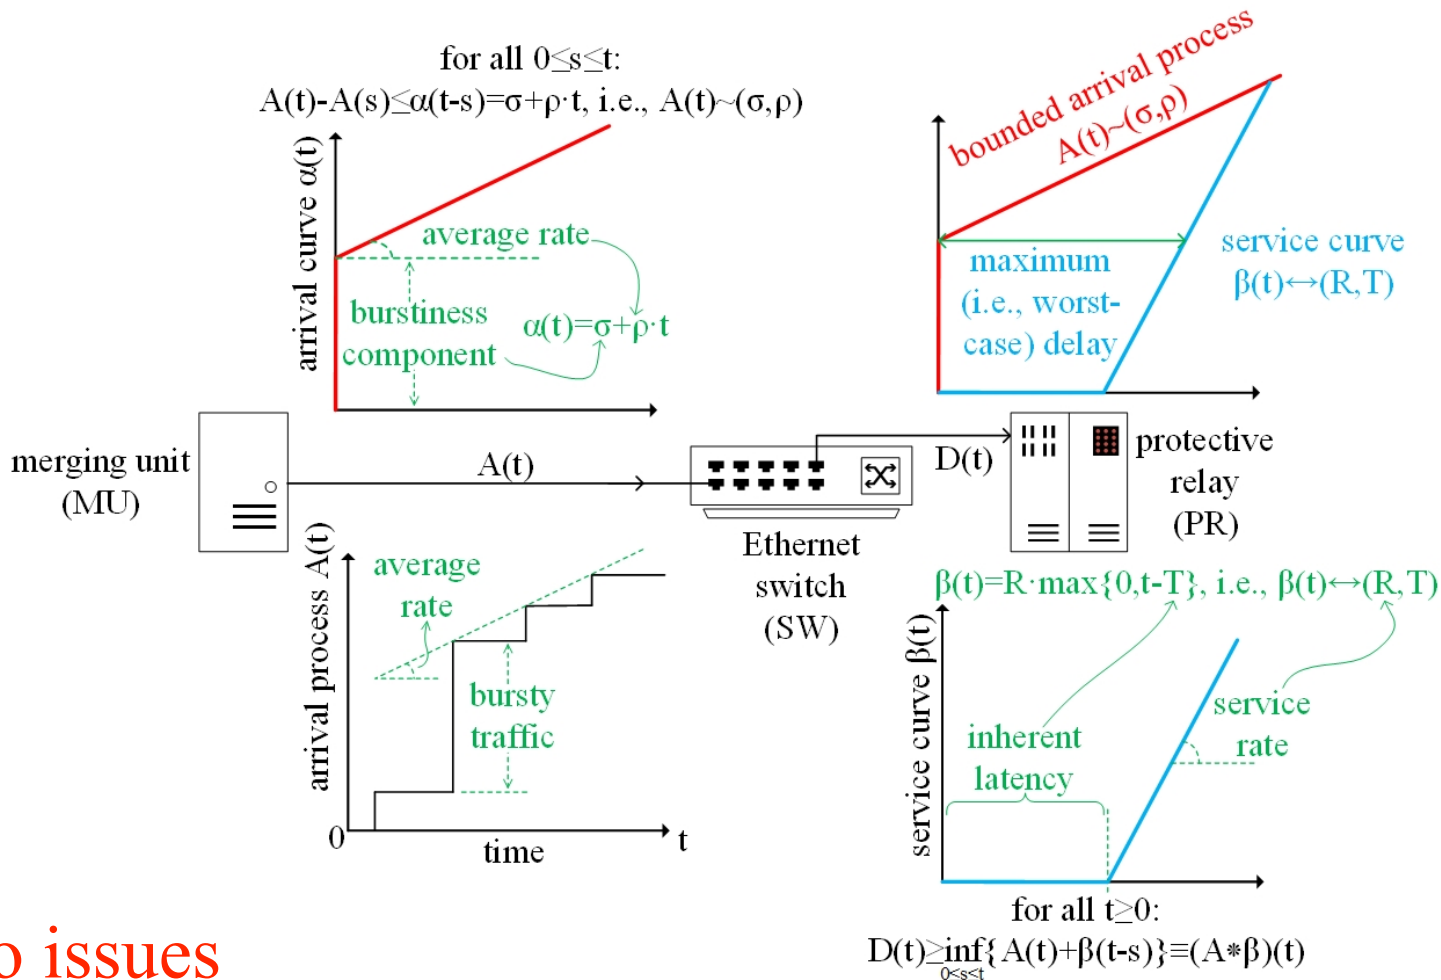 for all 0≤s≤t:
A(t)-A(s)≤α(t-s)=σ+ρ·t, i.e., A(t)~(σ,ρ)
arrival curve α(t)
average rate
burstiness
component
α(t)=σ+ρ·t
bounded arrival process
A(t)~(σ,ρ)
maximum
(i.e., worst-
case) delay
service curve
β(t)↔(R,T)
merging unit
(MU)
A(t)
Ethernet
switch
(SW)
D(t)
protective
relay
(PR)
arrival process A(t)
average
rate
bursty
traffic
0
time
t
β(t)=R·max{0,t-T}, i.e., β(t)↔(R,T)
service curve β(t)
inherent
latency
service
rate
for all t≥0:
D(t)≥inf{A(t)+β(t-s)}≡(A*β)(t)
0≤s≤t
o issues